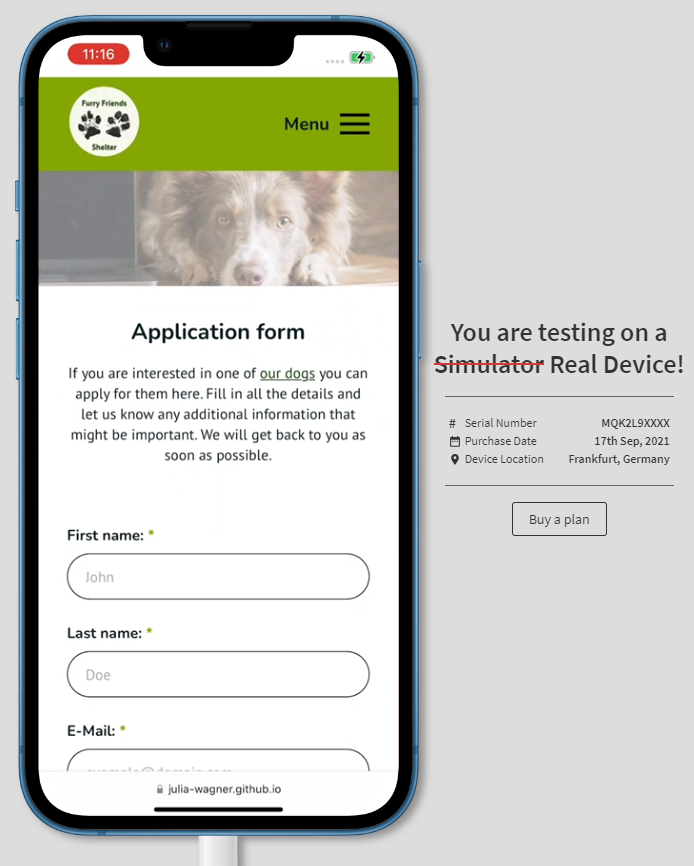 11:16
Furry Friends
Shelter
Menu
Application form
If you are interested in one of our dogs you can
apply for them here. Fill in all the details and
let us know any additional information that
might be important. We will get back to you as
soon as possible.
First name: *
John
Last name: *
Doe
E-Mail: *
example@domain.com
julia-wagner.github.io
You are testing on a
Simulator Real Device!
# Serial Number MQK2L9XXXX
Purchase Date 17th Sep, 2021
Device Location Frankfurt, Germany
Buy a plan